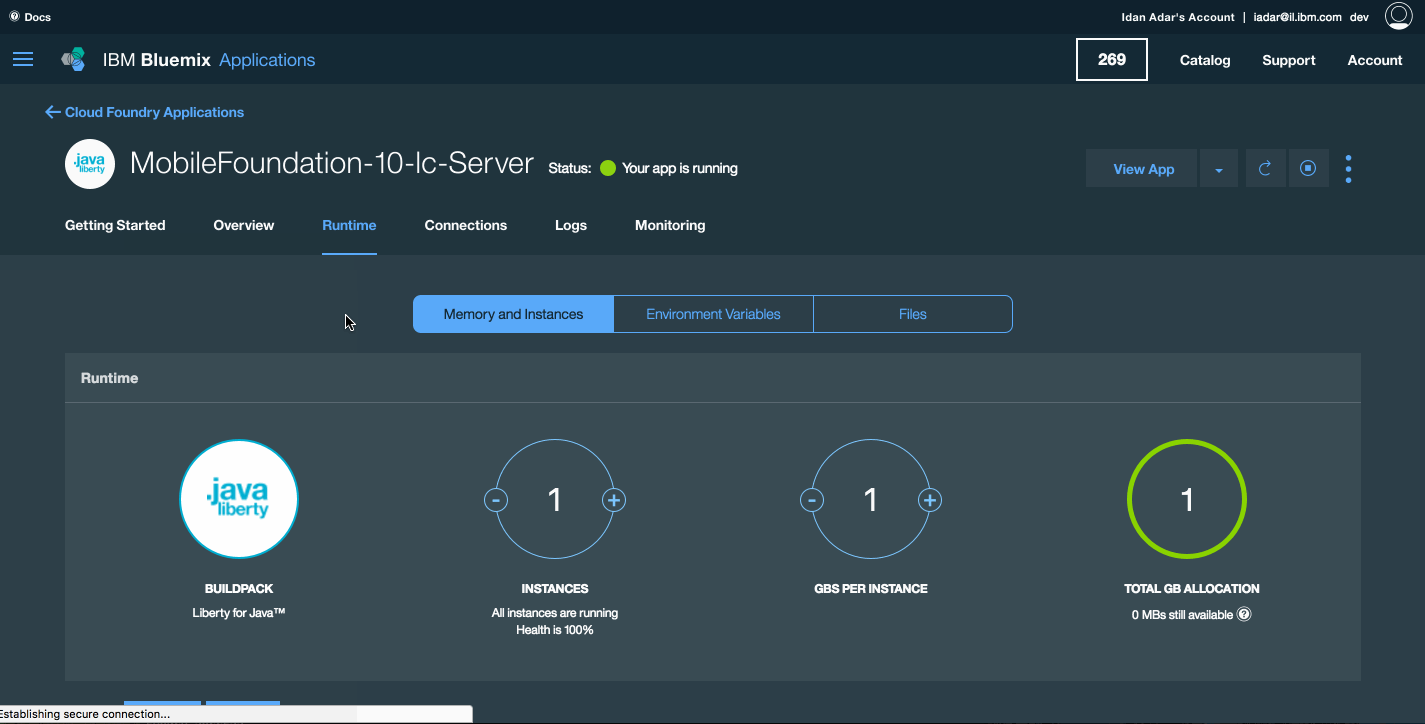 Docs
Idan Adar's Account | iadar@il.ibm.com dev
IBM Bluemix Applications
269 Catalog Support Account
Cloud Foundry Applications
.java
liberty
MobileFoundation-10-lc-Server
Status: Your app is running
View App
Getting Started Overview Runtime Connections Logs Monitoring
Memory and Instances Environment Variables Files
Runtime
.java
liberty
- 1 +
- 1 +
1
BUILDPACK INSTANCES GBS PER INSTANCE TOTAL GB ALLOCATION
Liberty for Java™
All instances are running
Health is 100%
0 MBs still available ?
Establishing secure connection...